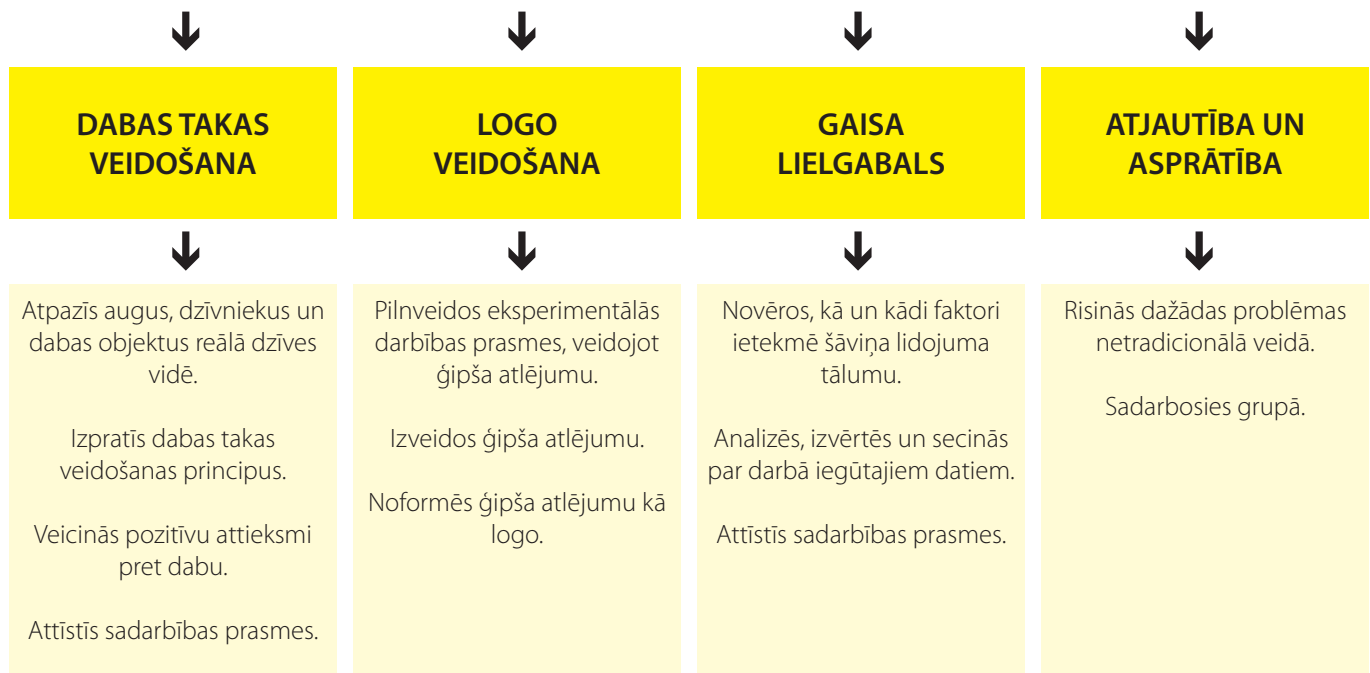 DABAS TAKAS
VEIDOŠANA
Atpazīs augus, dzīvniekus un
dabas objektus reālā dzīves
vidē.
Izpratīs dabas takas
veidošanas principus.
Veicinās pozitīvu attieksmi
pret dabu.
Attīstīs sadarbības prasmes.
LOGO
VEIDOŠANA
Pilnveidos eksperimentālās
darbības prasmes, veidojot
ģipša atlējumu.
Izveidos ģipša atlējumu.
Noformēs ģipša atlējumu kā
logo.
GAISA
LIELGABALS
Novēros, kā un kādi faktori
ietekmē šāviņa lidojuma
tālumu.
Analizēs, izvērtēs un secinās
par darbā iegūtajiem datiem.
Attīstīs sadarbības prasmes.
ATJAUTĪBA UN
ASPRĀTĪBA
Risinās dažādas problēmas
netradicionālā veidā.
Sadarbosies grupā.